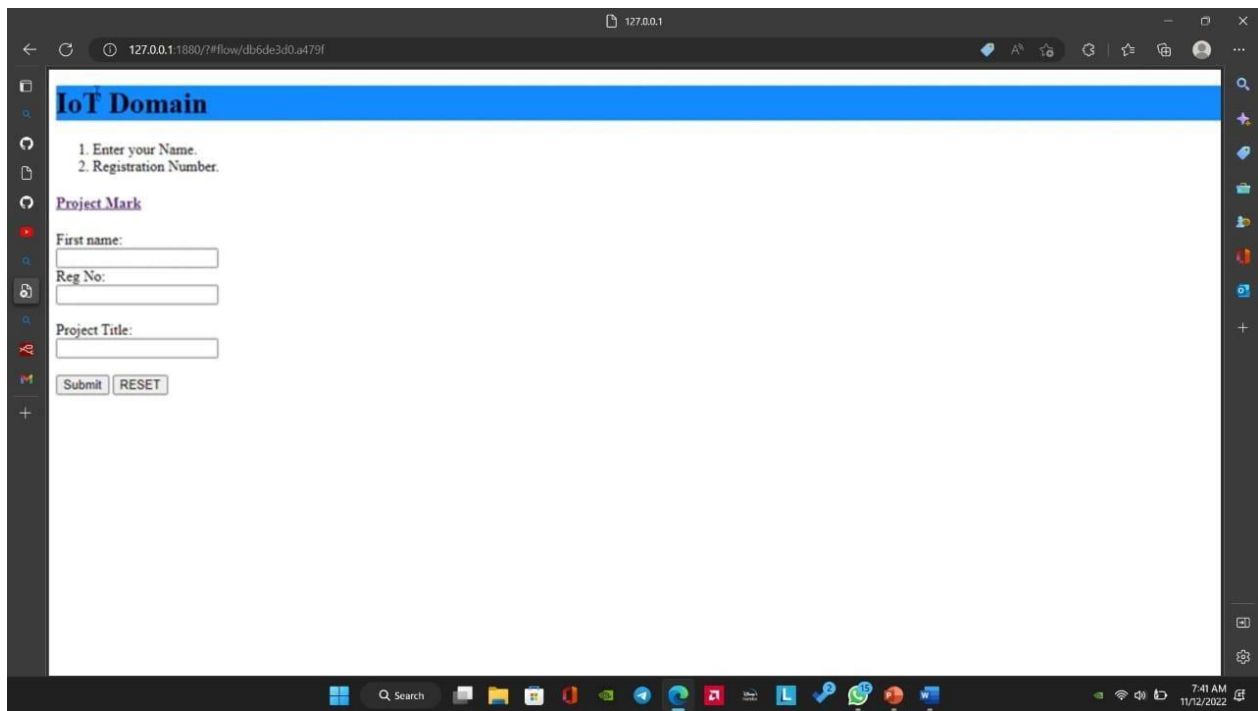 127.0.0.1
127.0.0.1:1880/?#flow/db6de3d0.a479f
IoT Domain
1. Enter your Name.
2. Registration Number.
Project Mark
First name:
Reg No:
Project Title:
Submit RESET
Search
2
15
7:41 AM
11/12/2022